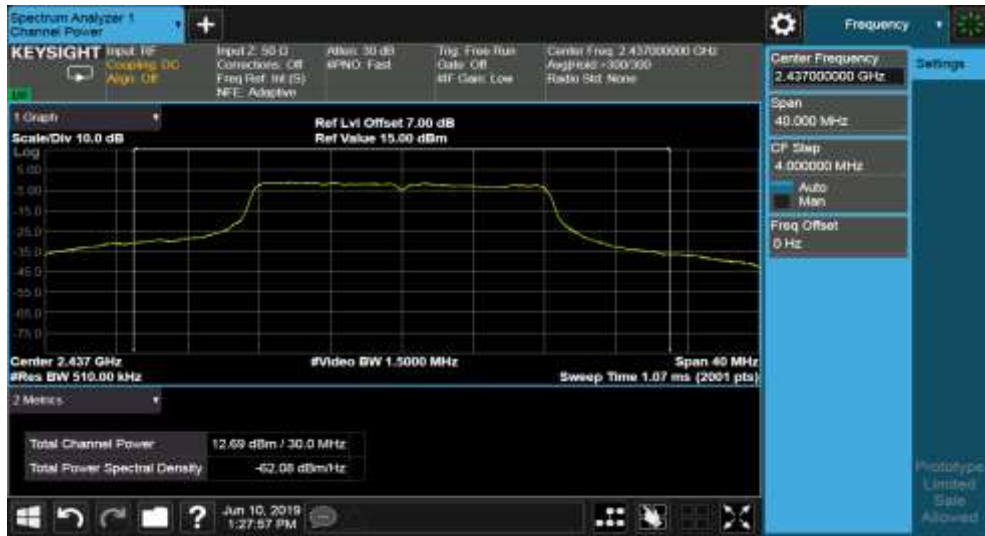 Spectrum Analyzer 1
Channel Power
+
Frequency
KEYSIGHT
Input: RF
Coupling: DC
Align: Off
Input Z: 50 Ω
Corrections: Off
Freq Ref: Int (S)
NFE: Adaptive
Atten: 30 dB
#PNO: Fast
Trig: Free Run
Gate: Off
#IF Gain: Low
Center Freq: 2.437000000 GHz
Avg|Hold:>300/300
Radio Std: None
Center Frequency
2.437000000 GHz
Settings
Span
40.000 MHz
CF Step
4.000000 MHz
Auto
Man
Freq Offset
0 Hz
1 Graph
Scale/Div 10.0 dB
Ref Lvl Offset 7.00 dB
Ref Value 15.00 dBm
Log
5.00
-5.00
-15.0
-25.0
-35.0
-45.0
-55.0
-65.0
-75.0
Center 2.437 GHz
#Video BW 1.5000 MHz
Span 40 MHz
#Res BW 510.00 kHz
Sweep Time 1.07 ms (2001 pts)
2 Metrics
Total Channel Power
12.69 dBm / 30.0 MHz
Total Power Spectral Density
-62.08 dBm/Hz
Prototype
Limited
Sale
Allowed
?
Jun 10, 2019
1:27:57 PM